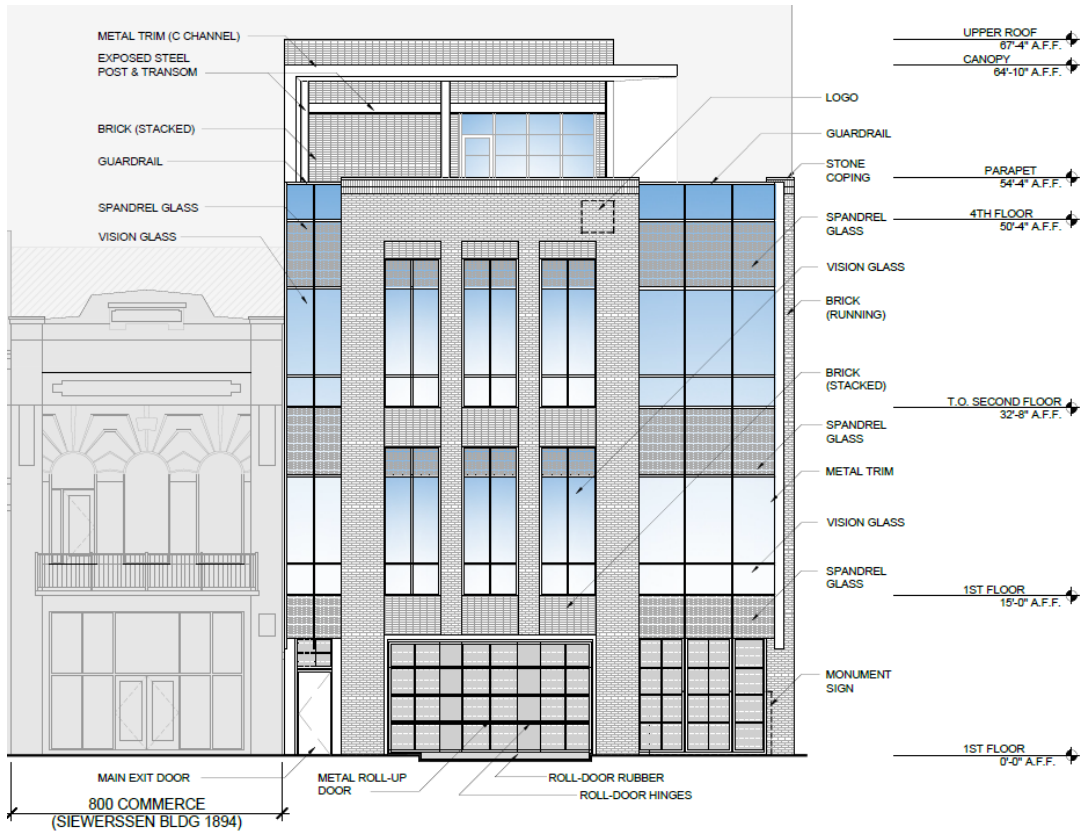 METAL TRIM (C CHANNEL)
EXPOSED STEEL
POST & TRANSOM
BRICK (STACKED)
GUARDRAIL
SPANDREL GLASS
VISION GLASS
MAIN EXIT DOOR
METAL ROLL-UP
DOOR
ROLL-DOOR RUBBER
ROLL-DOOR HINGES
800 COMMERCE
(SIEWERSSEN BLDG 1894)
LOGO
GUARDRAIL
STONE
COPING
SPANDREL
GLASS
VISION GLASS
BRICK
(RUNNING)
BRICK
(STACKED)
SPANDREL
GLASS
METAL TRIM
VISION GLASS
SPANDREL
GLASS
MONUMENT
SIGN
UPPER ROOF
67'-4" A.F.F.
CANOPY
64'-10" A.F.F.
PARAPET
54'-4" A.F.F.
4TH FLOOR
50'-4" A.F.F.
T.O. SECOND FLOOR
32'-8" A.F.F.
1ST FLOOR
15'-0" A.F.F.
1ST FLOOR
0'-0" A.F.F.